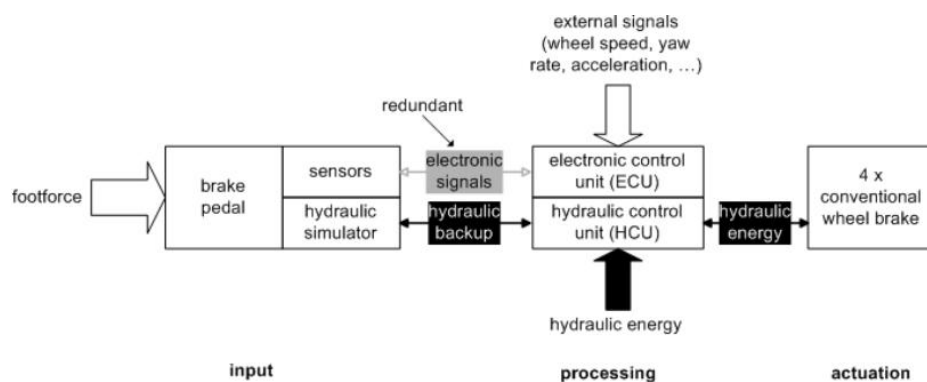 external signals
(wheel speed, yaw
rate, acceleration, ...)
redundant
footforce
brake
pedal
sensors
hydraulic
simulator
electronic
signals
hydraulic
backup
electronic control
unit (ECU)
hydraulic control
unit (HCU)
hydraulic
energy
4 x
conventional
wheel brake
hydraulic energy
input
processing
actuation